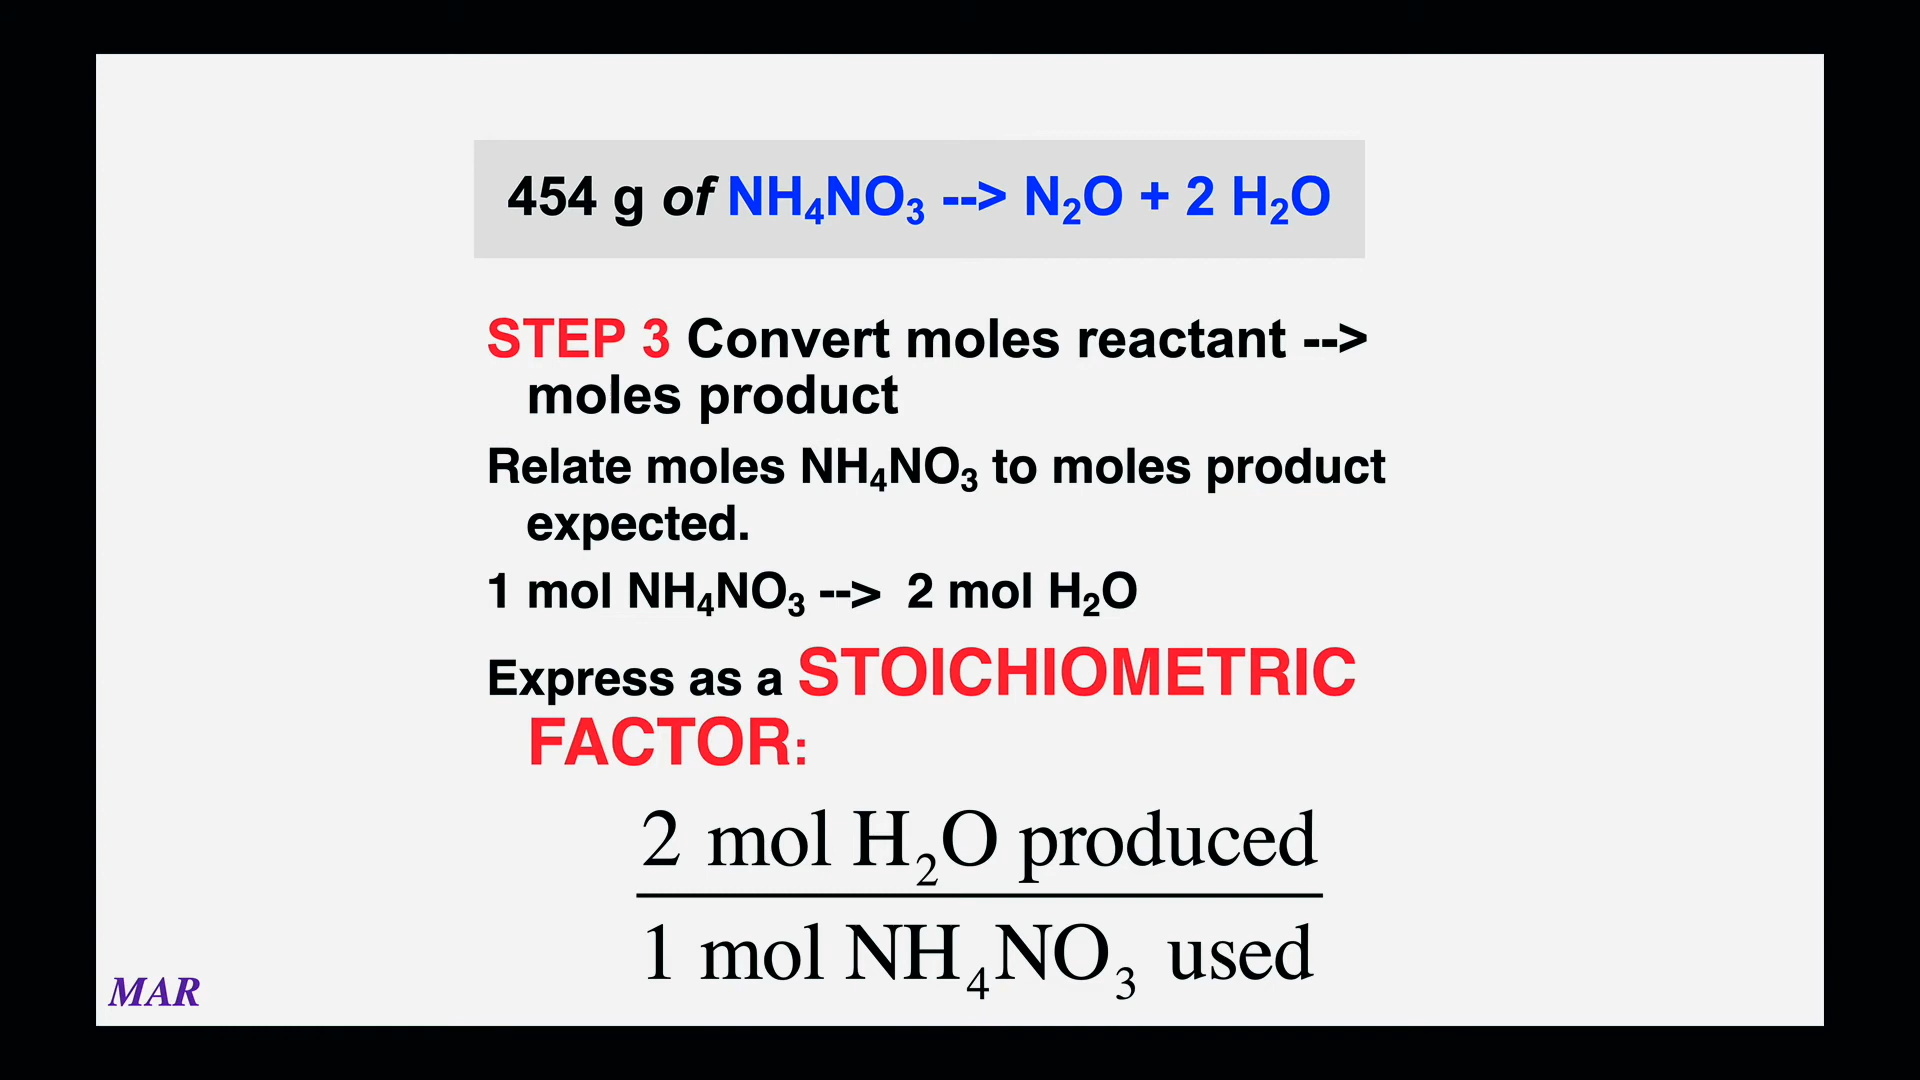 454 g of NH₄NO₃ --> N₂O + 2 H₂O
STEP 3 Convert moles reactant -->
moles product
Relate moles NH₄NO₃ to moles product
expected.
1 mol NH₄NO₃ --> 2 mol H₂O
Express as a STOICHIOMETRIC
FACTOR:
2 mol H₂O produced
1 mol NH₄NO₃ used
MAR